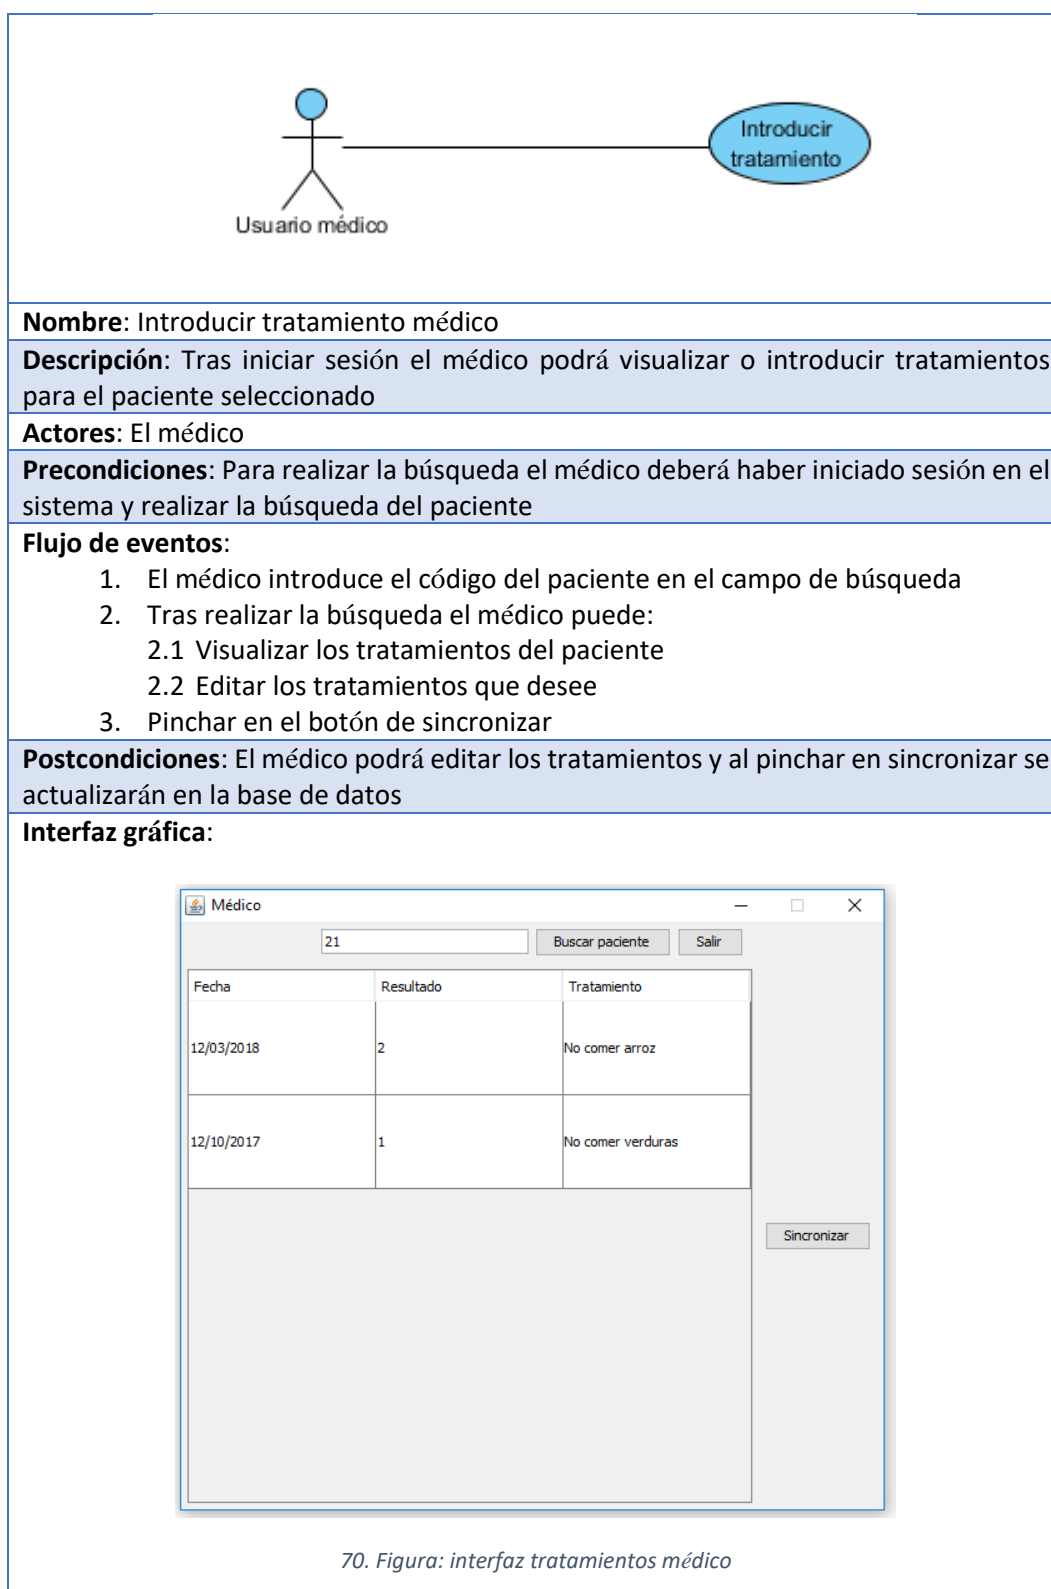 Introducir
tratamiento
Usuario médico
Nombre: Introducir tratamiento médico
Descripción: Tras iniciar sesión el médico podrá visualizar o introducir tratamientos
para el paciente seleccionado
Actores: El médico
Precondiciones: Para realizar la búsqueda el médico deberá haber iniciado sesión en el
sistema y realizar la búsqueda del paciente
Flujo de eventos:
1. El médico introduce el código del paciente en el campo de búsqueda
2. Tras realizar la búsqueda el médico puede:
2.1 Visualizar los tratamientos del paciente
2.2 Editar los tratamientos que desee
3. Pinchar en el botón de sincronizar
Postcondiciones: El médico podrá editar los tratamientos y al pinchar en sincronizar se
actualizarán en la base de datos
Interfaz gráfica:
Médico
21 Buscar paciente Salir
Fecha Resultado Tratamiento
12/03/2018 2 No comer arroz
12/10/2017 1 No comer verduras
Sincronizar
70. Figura: interfaz tratamientos médico